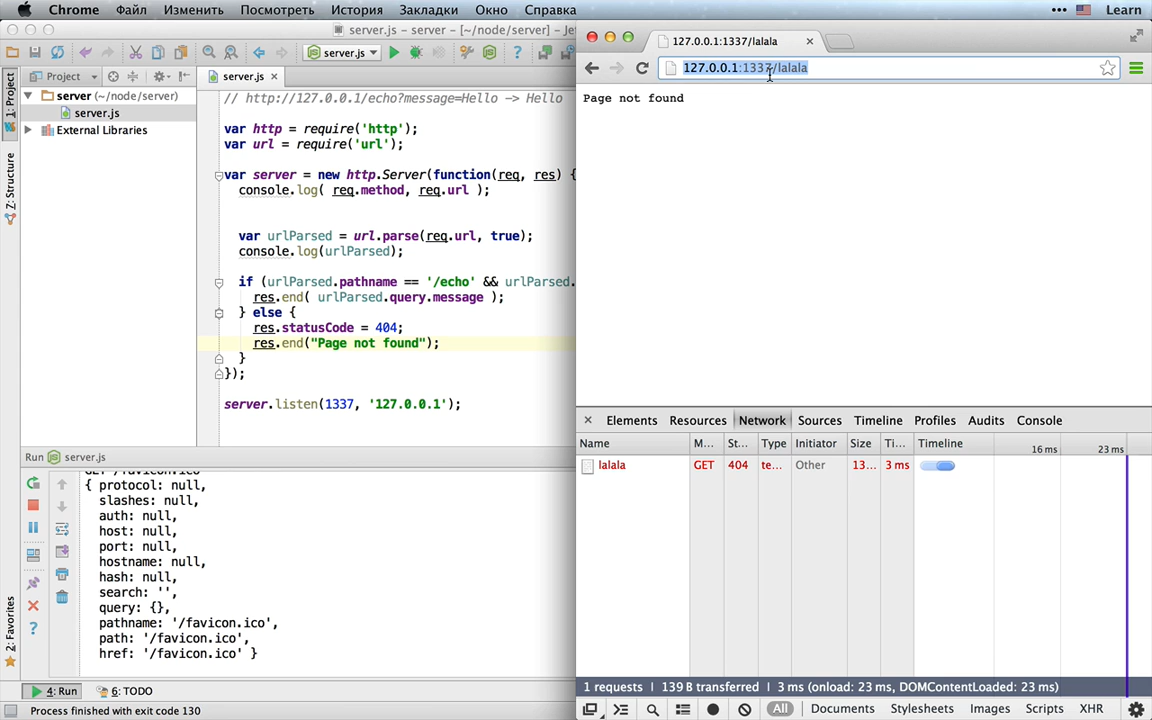 Chrome Файл Изменить Посмотреть История Закладки Окно Справка Learn
server.js - server - [~/node/server] - Je
server.js
Project
server (~/node/server)
server.js
External Libraries
1: Project
Z: Structure
2: Favorites
server.js
// http://127.0.0.1/echo?message=Hello -> Hello
var http = require('http');
var url = require('url');
var server = new http.Server(function(req, res) {
console.log( req.method, req.url );
var urlParsed = url.parse(req.url, true);
console.log(urlParsed);
if (urlParsed.pathname == '/echo' && urlParsed.
res.end( urlParsed.query.message );
} else {
res.statusCode = 404;
res.end("Page not found");
}
});
server.listen(1337, '127.0.0.1');
Run server.js
GET /favicon.ico
{ protocol: null,
slashes: null,
auth: null,
host: null,
port: null,
hostname: null,
hash: null,
search: '',
query: {},
pathname: '/favicon.ico',
path: '/favicon.ico',
href: '/favicon.ico' }
4: Run 6: TODO
Process finished with exit code 130
127.0.0.1:1337/lalala
127.0.0.1:1337/lalala
Page not found
Elements Resources Network Sources Timeline Profiles Audits Console
Name M... St... Type Initiator Size Ti... Timeline 16 ms 23 ms
lalala GET 404 te... Other 13... 3 ms
1 requests | 139 B transferred | 3 ms (onload: 23 ms, DOMContentLoaded: 23 ms)
All Documents Stylesheets Images Scripts XHR